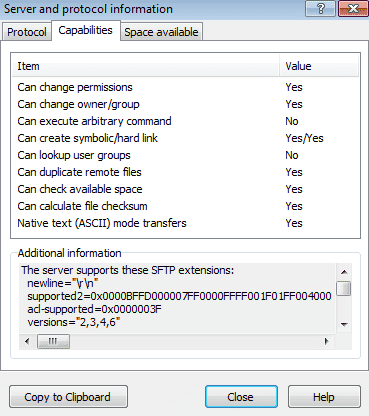 Server and protocol information
Protocol Capabilities Space available
Item Value
Can change permissions Yes
Can change owner/group Yes
Can execute arbitrary command No
Can create symbolic/hard link Yes/Yes
Can lookup user groups No
Can duplicate remote files Yes
Can check available space Yes
Can calculate file checksum Yes
Native text (ASCII) mode transfers Yes
Additional information
The server supports these SFTP extensions:
newline="\r\n"
supported2=0x0000BFFD000007FF0000FFFF001F01FF004000
acl-supported=0x0000003F
versions="2,3,4,6"
Copy to Clipboard Close Help